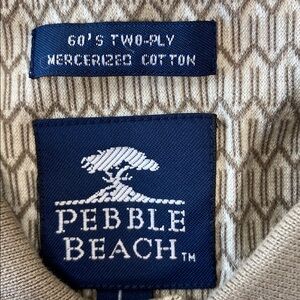 60'S TWO-PLY
MERCERIZED COTTON
PEBBLE
BEACH TM